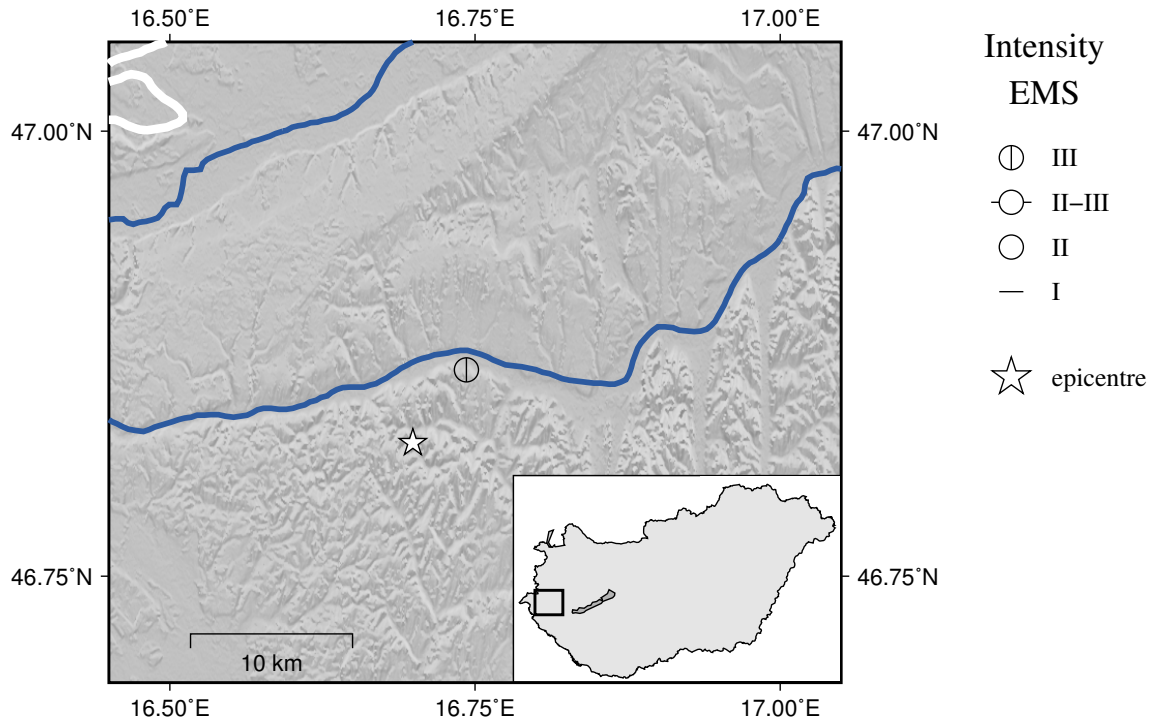 16.50˚E 16.75˚E 17.00˚E
47.00˚N 47.00˚N
46.75˚N 46.75˚N
10 km
16.50˚E 16.75˚E 17.00˚E
Intensity
EMS
III
II–III
II
I
epicentre